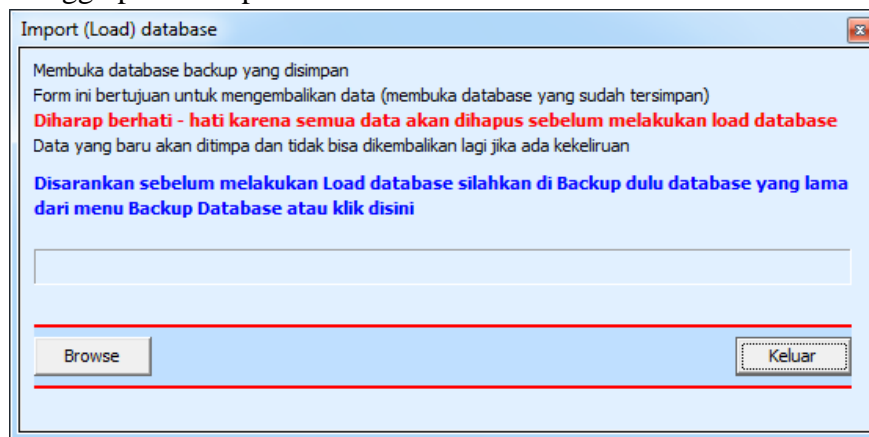 Import (Load) database
Membuka database backup yang disimpan
Form ini bertujuan untuk mengembalikan data (membuka database yang sudah tersimpan)
Diharap berhati - hati karena semua data akan dihapus sebelum melakukan load database
Data yang baru akan ditimpa dan tidak bisa dikembalikan lagi jika ada kekeliruan
Disarankan sebelum melakukan Load database silahkan di Backup dulu database yang lama
dari menu Backup Database atau klik disini
Browse
Keluar